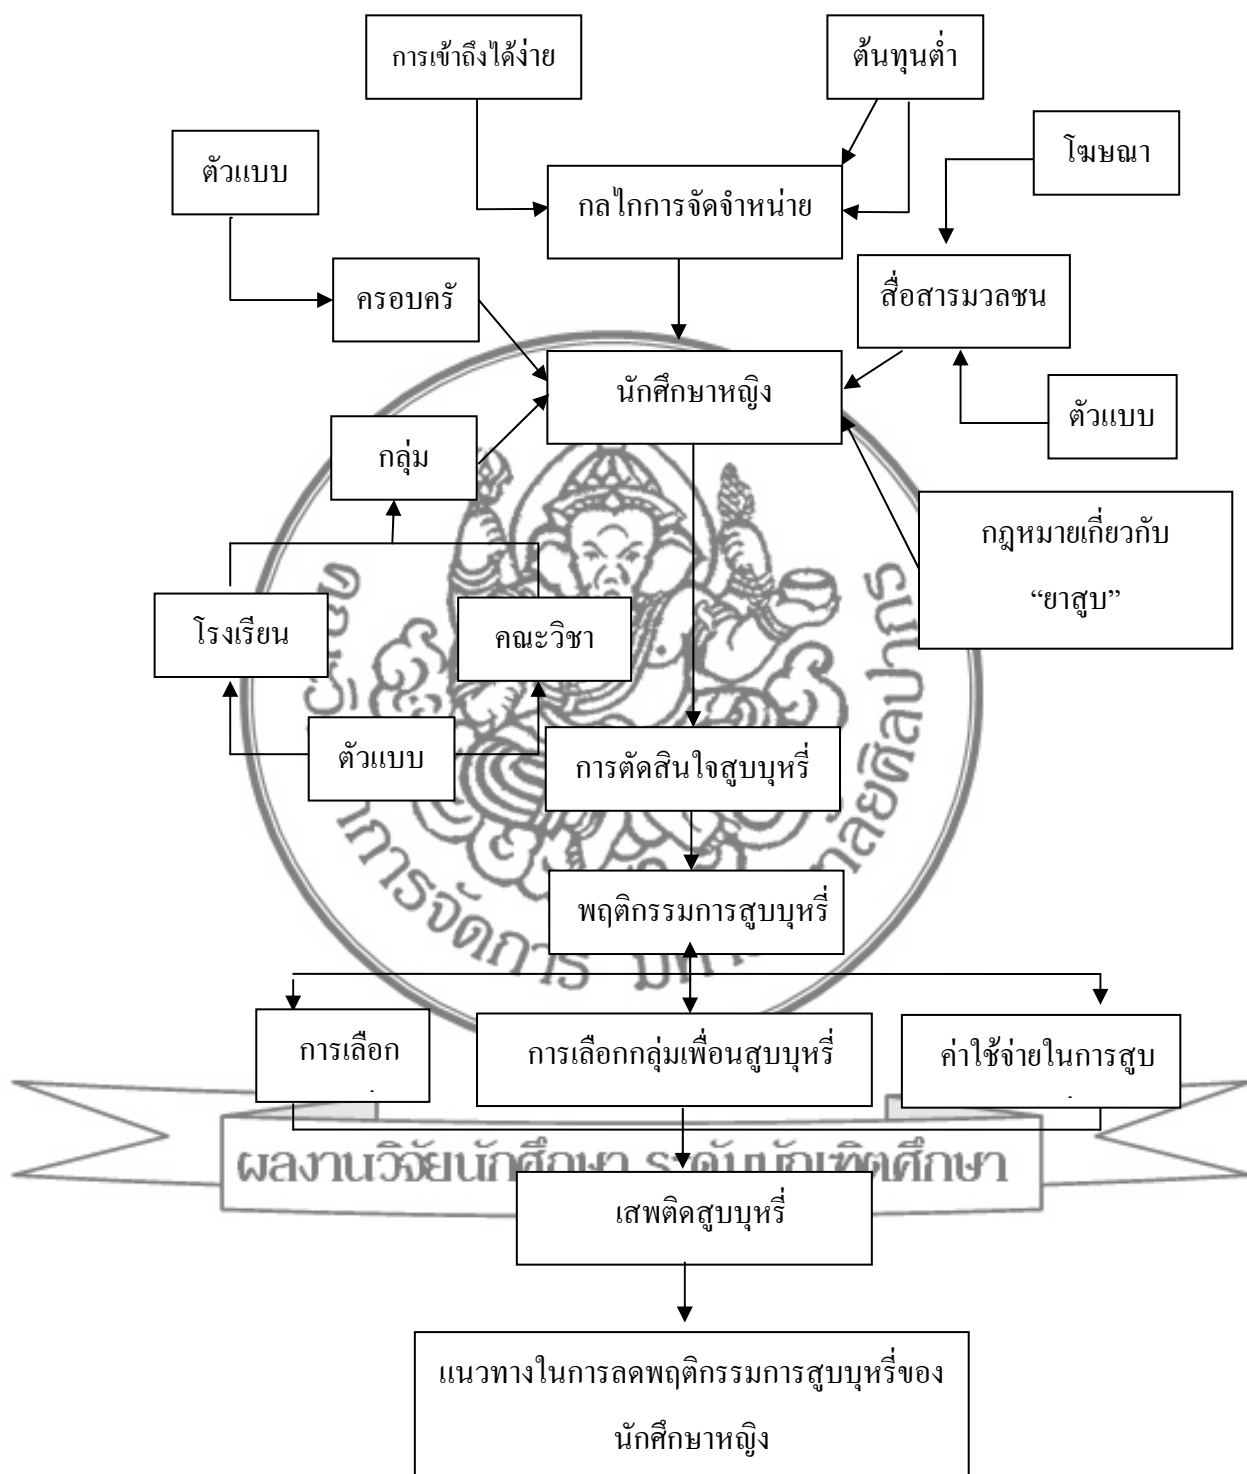 การเข้าถึงได้ง่าย
ต้นทุนต่ำ
โฆษณา
ตัวแบบ
กลไกการจัดจำหน่าย
ครอบครั
สื่อสารมวลชน
นักศึกษาหญิง
ตัวแบบ
กลุ่ม
กฎหมายเกี่ยวกับ
“ยาสูบ”
โรงเรียน
คณะวิชา
ตัวแบบ
การตัดสินใจสูบบุหรี่
พฤติกรรมการสูบบุหรี่
การเลือก
การเลือกกลุ่มเพื่อนสูบบุหรี่
ค่าใช้จ่ายในการสูบ
ผลงานวิจัยนักศึกษา ระดับบัณฑิตศึกษา
เสพติดสูบบุหรี่
แนวทางในการลดพฤติกรรมการสูบบุหรี่ของ
นักศึกษาหญิง